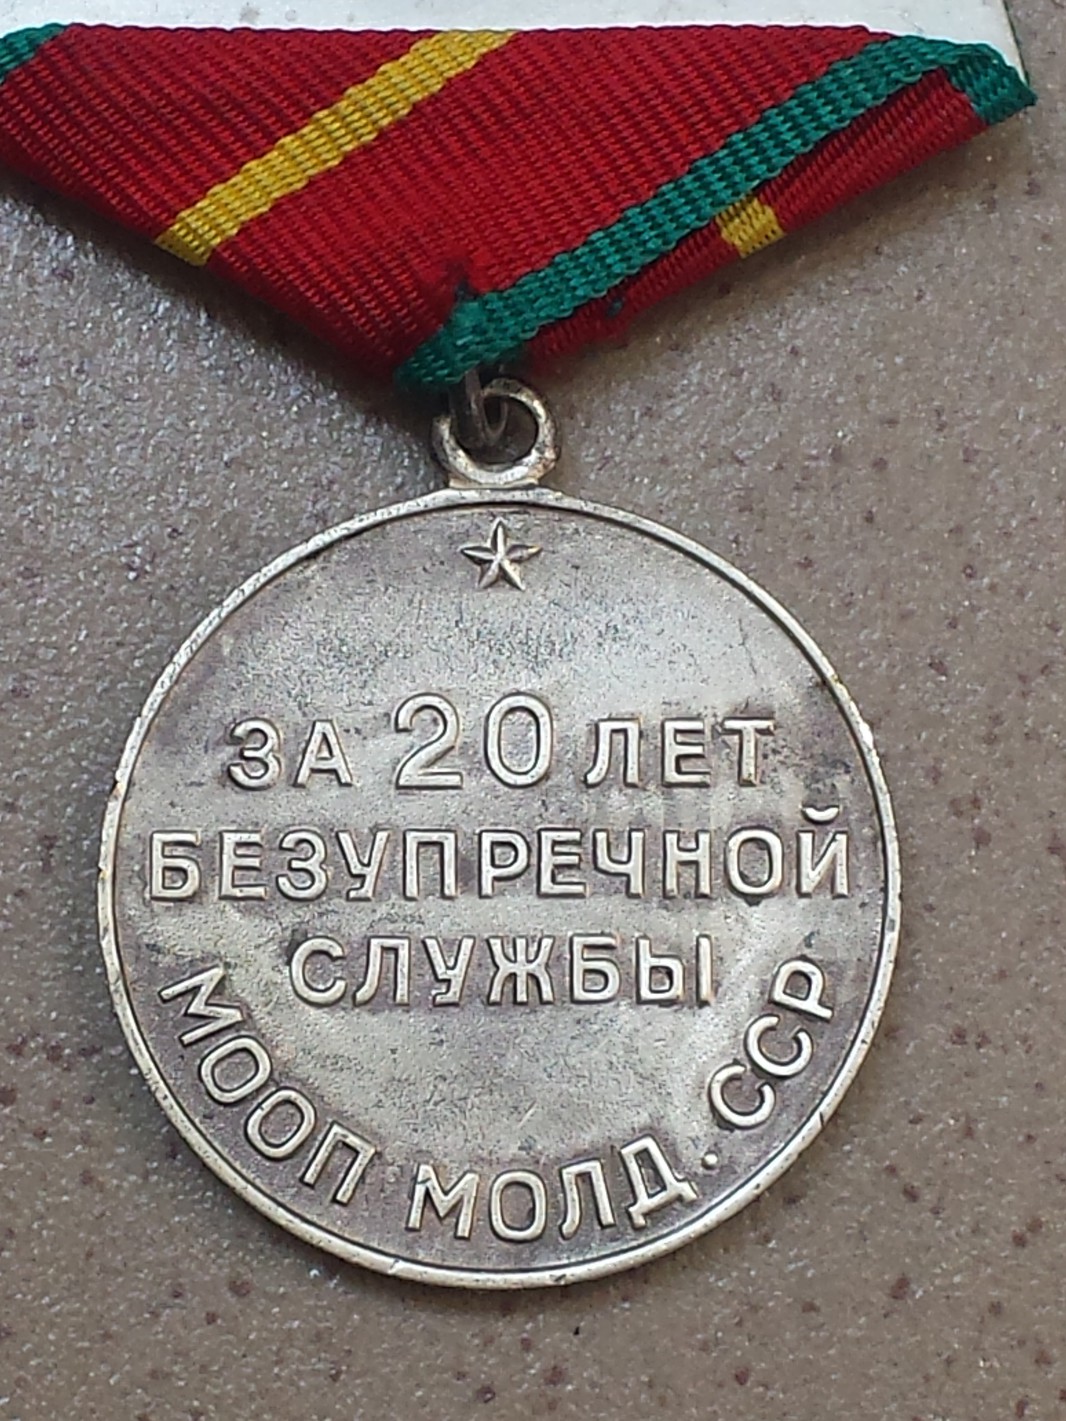 ЗА 20 ЛЕТ
БЕЗУПРЕЧНОЙ
СЛУЖБЫ
МООП МОЛД. ССР